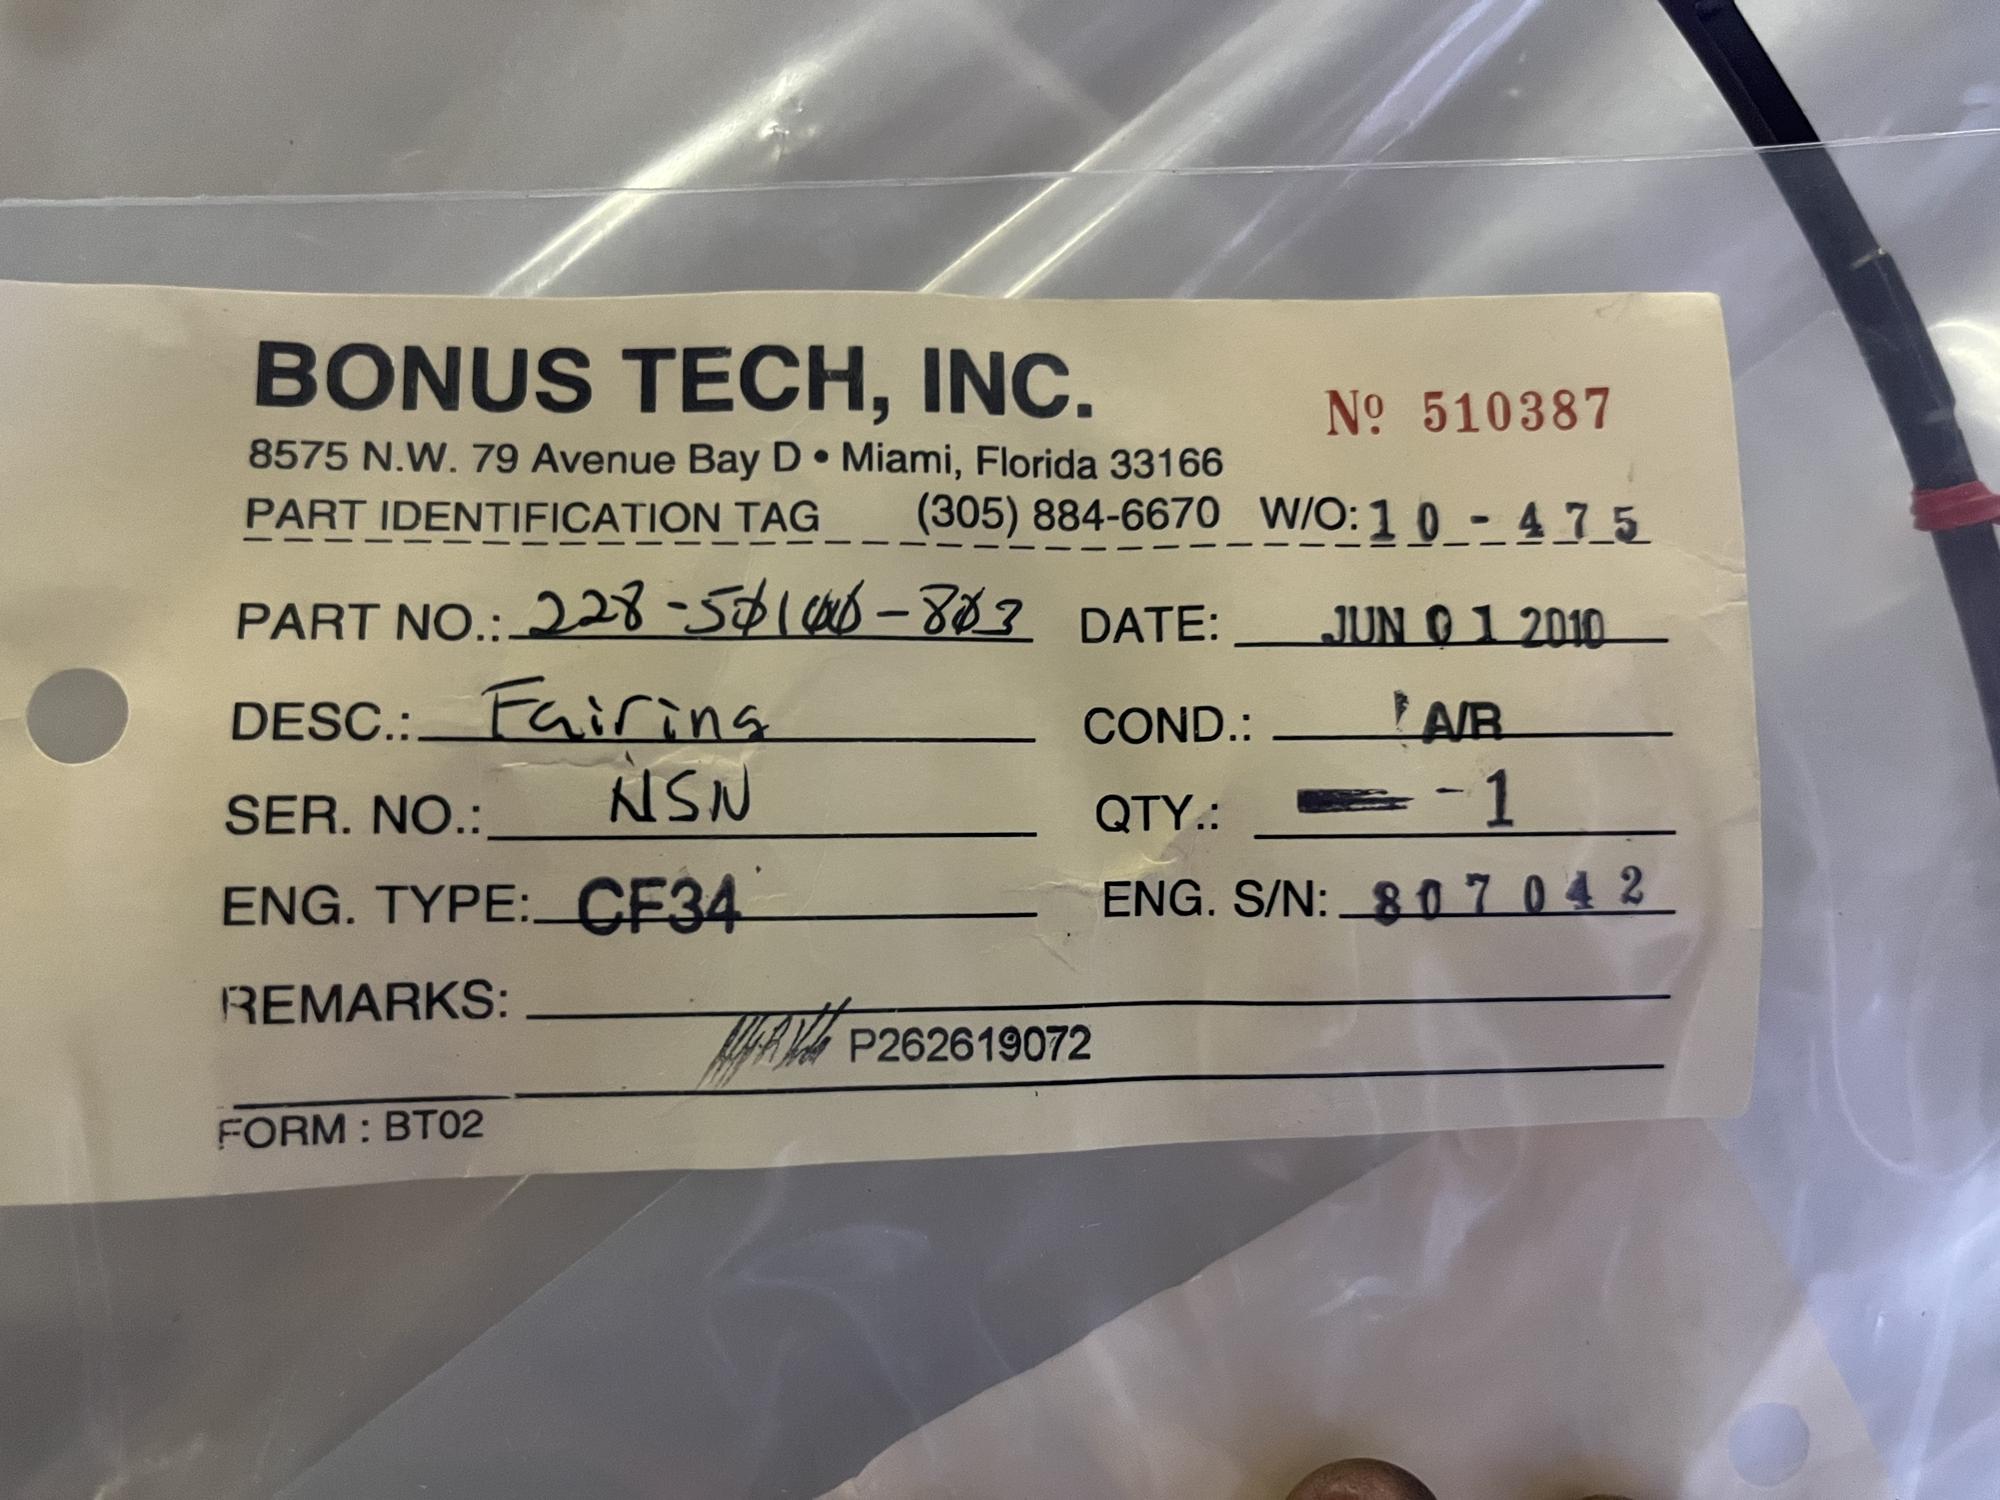 BONUS TECH, INC.
Nº 510387
8575 N.W. 79 Avenue Bay D • Miami, Florida 33166
PART IDENTIFICATION TAG (305) 884-6670 W/O: 10-475
PART NO.: 228-50100-803 DATE: JUN 01 2010
DESC.: Fairing COND.: A/R
SER. NO.: NSN QTY.: - 1
ENG. TYPE: CF34 ENG. S/N: 807042
REMARKS:
P262619072
FORM : BT02